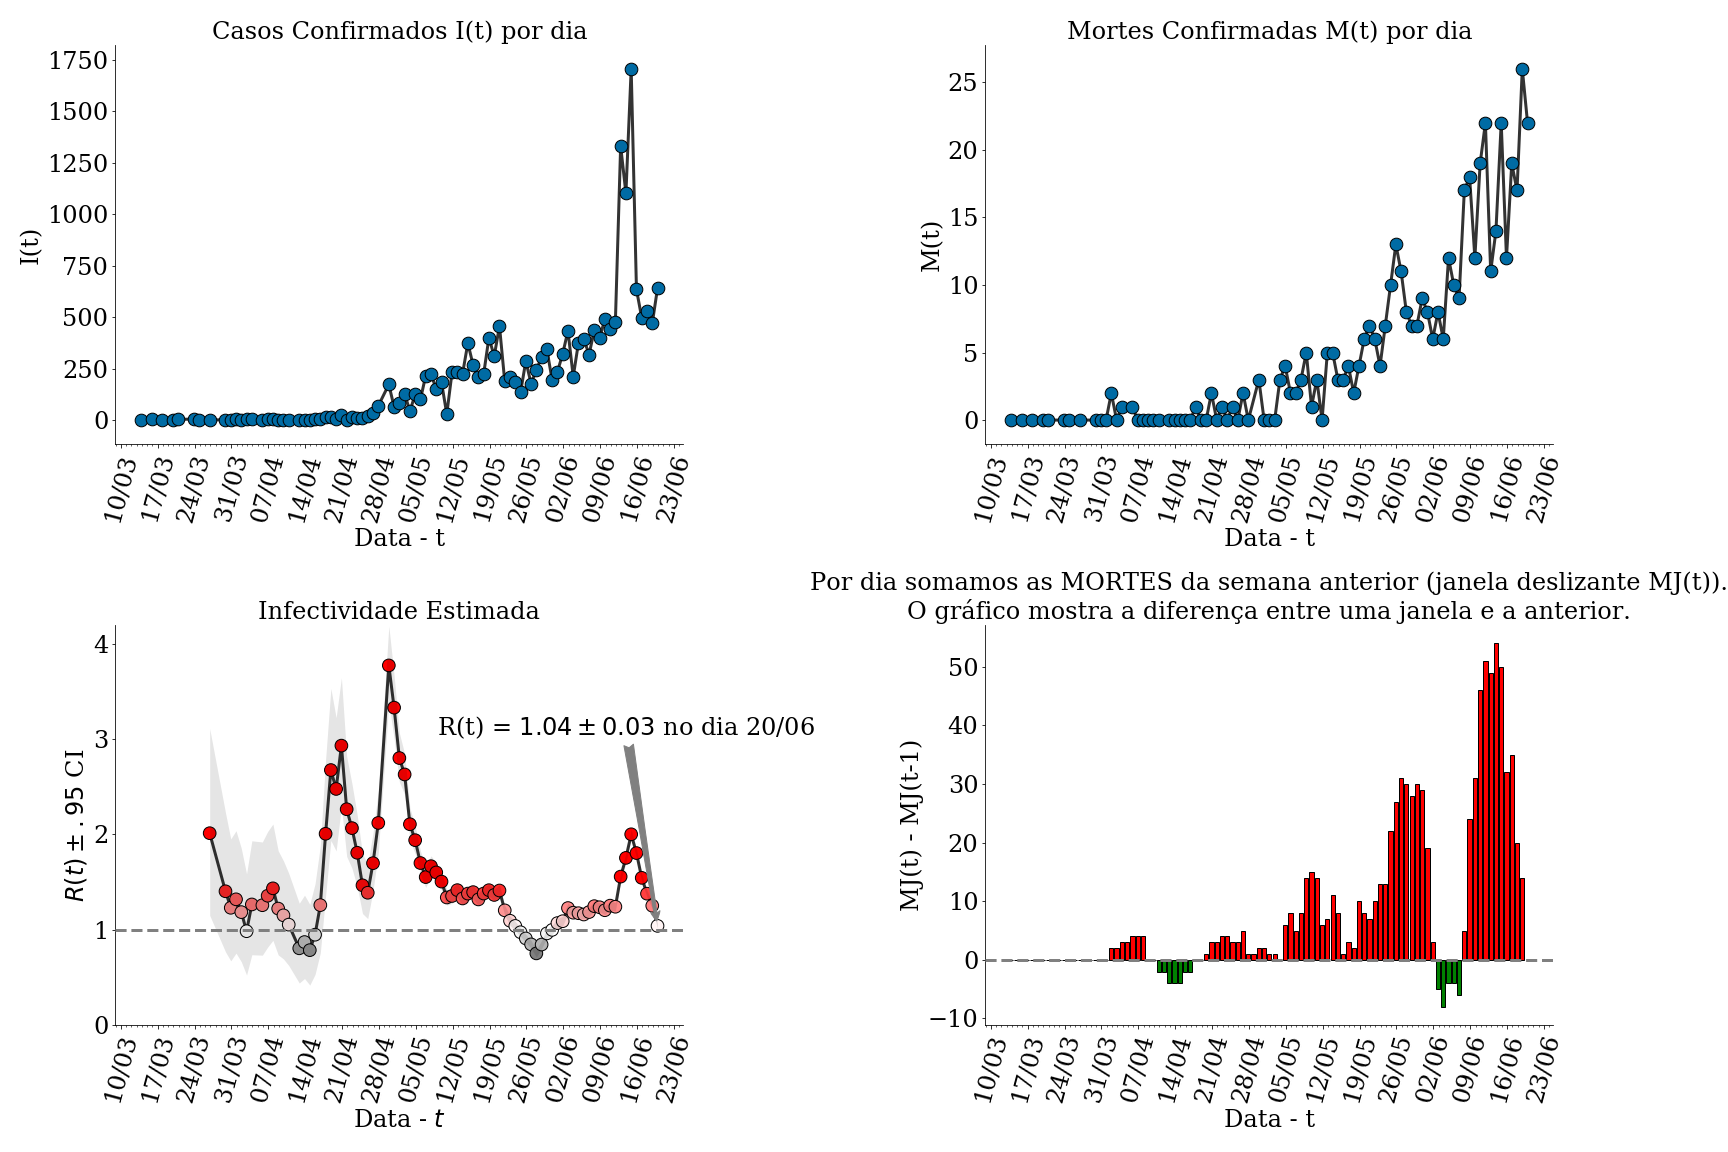 Casos Confirmados I(t) por dia
1750
1500
1250
1000
750
500
250
0
I(t)
10/03 17/03 24/03 31/03 07/04 14/04 21/04 28/04 05/05 12/05 19/05 26/05 02/06 09/06 16/06 23/06
Data - t
Mortes Confirmadas M(t) por dia
25
20
15
10
5
0
M(t)
10/03 17/03 24/03 31/03 07/04 14/04 21/04 28/04 05/05 12/05 19/05 26/05 02/06 09/06 16/06 23/06
Data - t
Infectividade Estimada
4
3
2
1
0
R(t) ± .95 CI
R(t) = 1.04 ± 0.03 no dia 20/06
10/03 17/03 24/03 31/03 07/04 14/04 21/04 28/04 05/05 12/05 19/05 26/05 02/06 09/06 16/06 23/06
Data - t
Por dia somamos as MORTES da semana anterior (janela deslizante MJ(t)).
O gráfico mostra a diferença entre uma janela e a anterior.
50
40
30
20
10
0
−10
MJ(t) - MJ(t-1)
10/03 17/03 24/03 31/03 07/04 14/04 21/04 28/04 05/05 12/05 19/05 26/05 02/06 09/06 16/06 23/06
Data - t